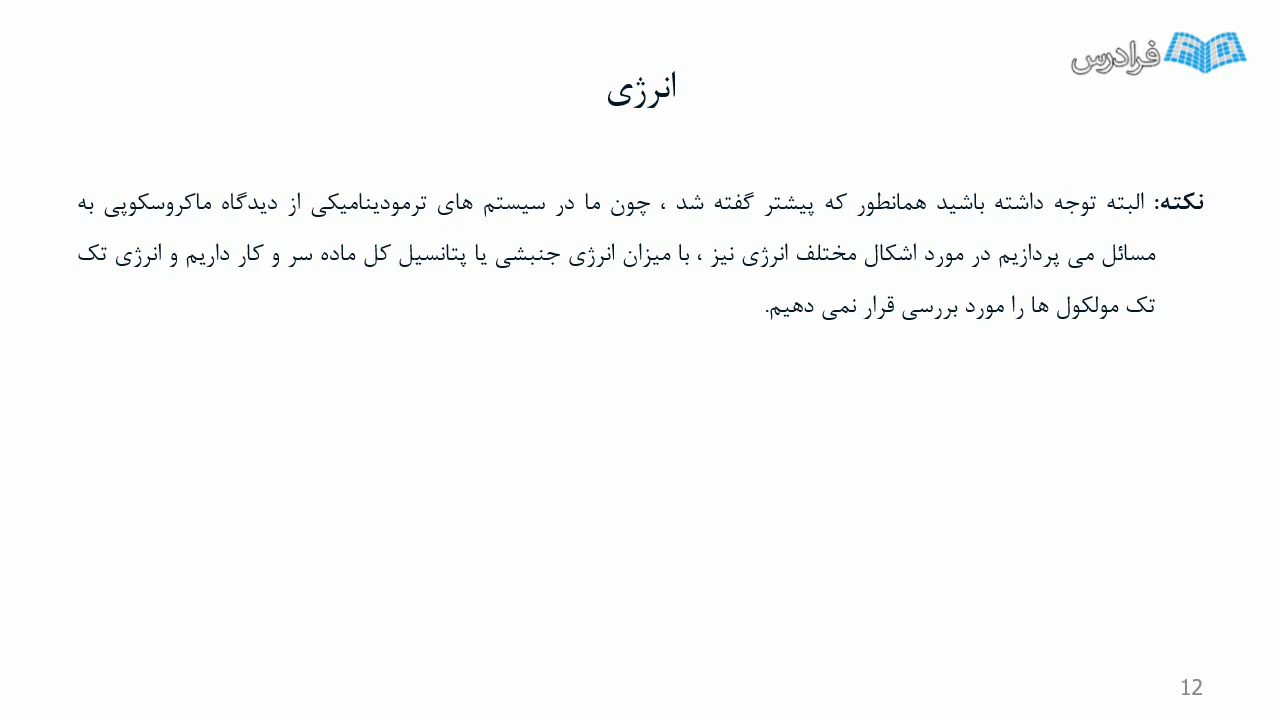 فرادرس
انرژی
نکته: البته توجه داشته باشید همانطور که پیشتر گفته شد ، چون ما در سیستم های ترمودینامیکی از دیدگاه ماکروسکوپی به
مسائل می پردازیم در مورد اشکال مختلف انرژی نیز ، با میزان انرژی جنبشی یا پتانسیل کل ماده سر و کار داریم و انرژی تک
تک مولکول ها را مورد بررسی قرار نمی دهیم.
12